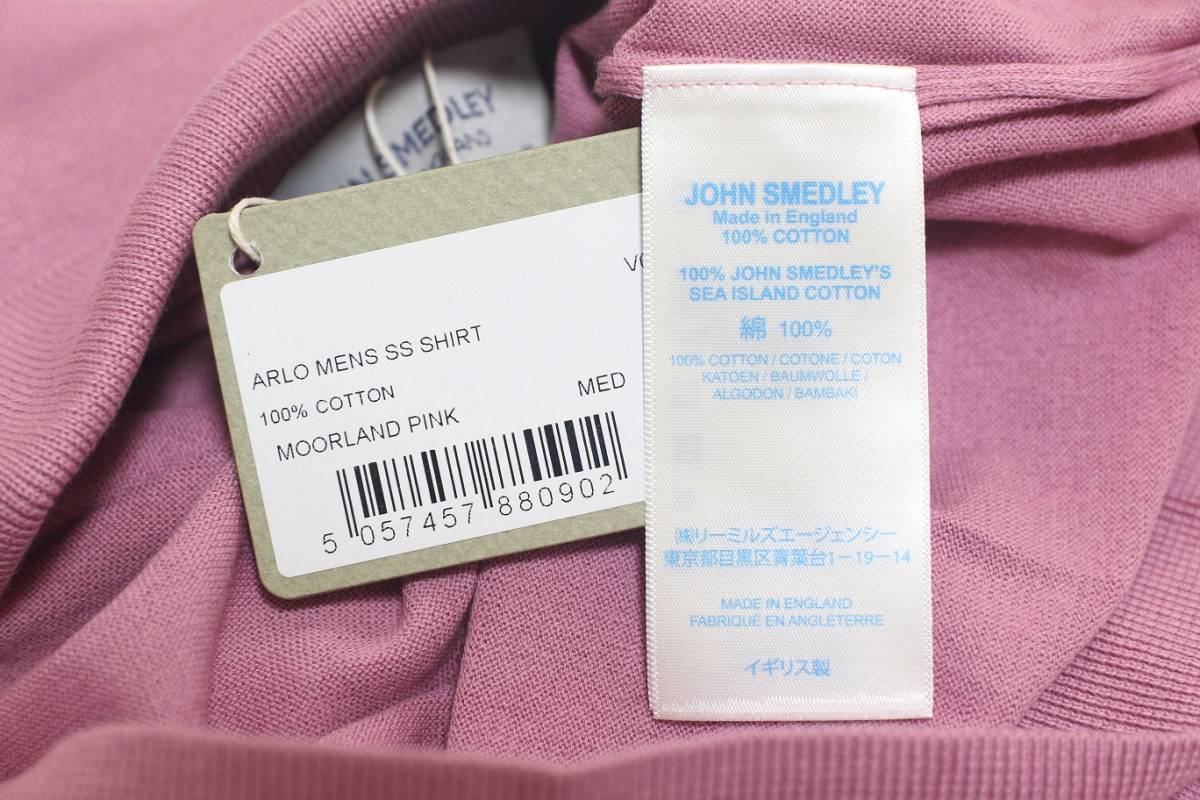 SMEDLEY
ARLO MENS SS SHIRT
100% COTTON
MED
MOORLAND PINK
5 057457 880902
JOHN SMEDLEY
Made in England
100% COTTON
100% JOHN SMEDLEY'S
SEA ISLAND COTTON
綿 100%
100% COTTON / COTONE / COTON
KATOEN / BAUMWOLLE /
ALGODON / BAMBAKI
㈱リーミルズエージェンシー
東京都目黒区青葉台1-19-14
MADE IN ENGLAND
FABRIQUÉ EN ANGLETERRE
イギリス製